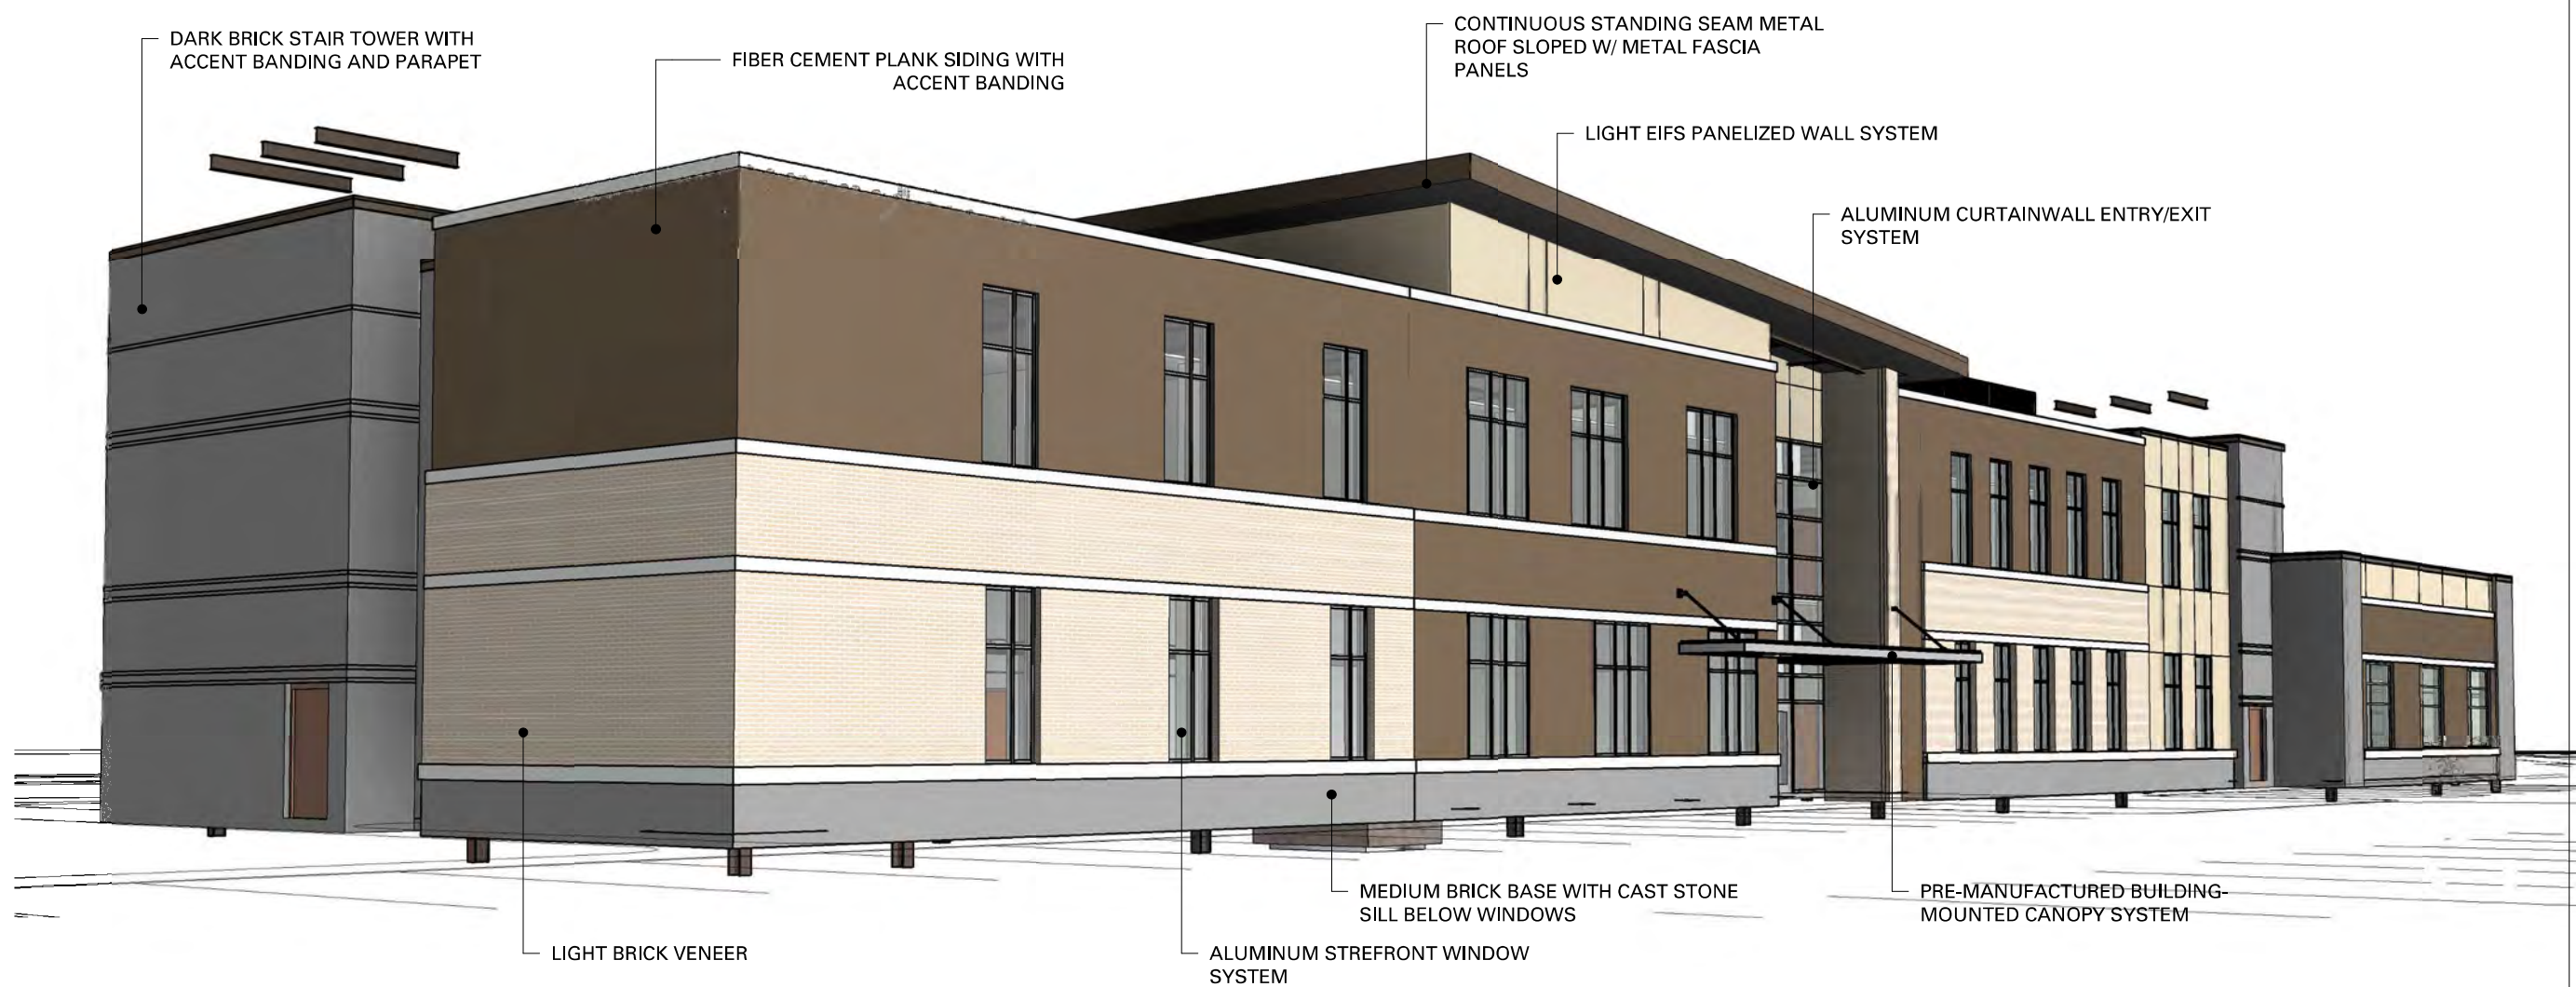 DARK BRICK STAIR TOWER WITH
ACCENT BANDING AND PARAPET
FIBER CEMENT PLANK SIDING WITH
ACCENT BANDING
CONTINUOUS STANDING SEAM METAL
ROOF SLOPED W/ METAL FASCIA
PANELS
LIGHT EIFS PANELIZED WALL SYSTEM
ALUMINUM CURTAINWALL ENTRY/EXIT
SYSTEM
MEDIUM BRICK BASE WITH CAST STONE
SILL BELOW WINDOWS
PRE-MANUFACTURED BUILDING-
MOUNTED CANOPY SYSTEM
LIGHT BRICK VENEER
ALUMINUM STREFRONT WINDOW
SYSTEM